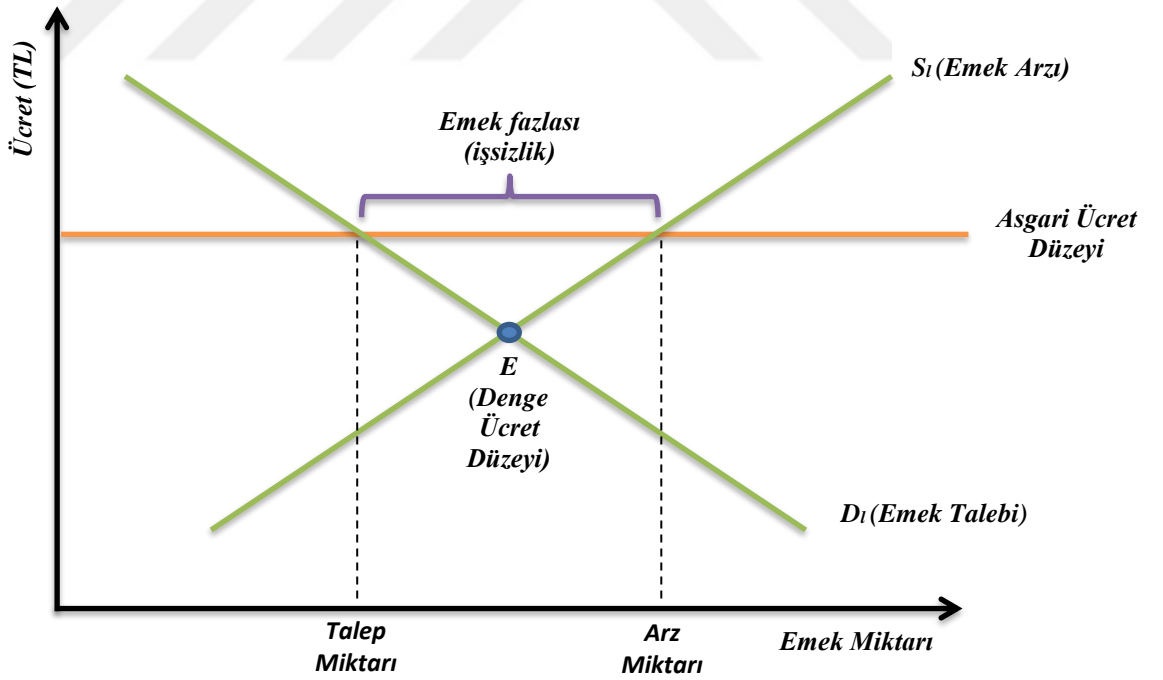 Ücret (TL)
Sl (Emek Arzı)
Emek fazlası
(işsizlik)
Asgari Ücret
Düzeyi
E
(Denge
Ücret
Düzeyi)
Dl (Emek Talebi)
Talep
Miktarı
Arz
Miktarı
Emek Miktarı